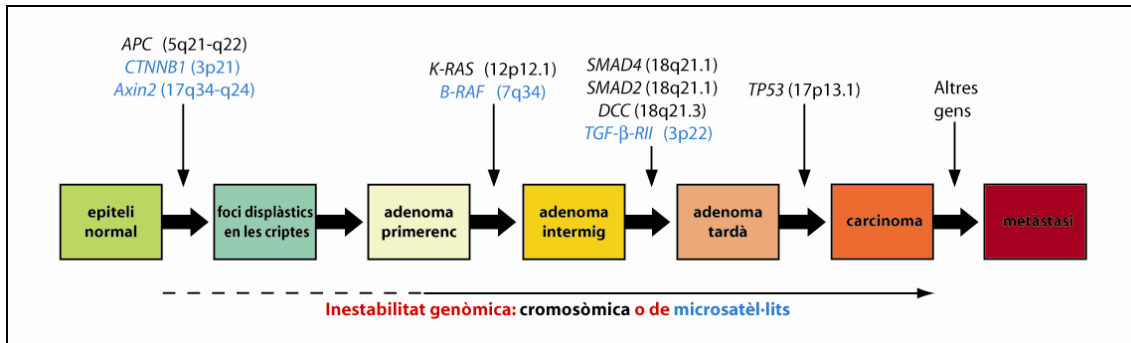 APC (5q21-q22)
CTNNB1 (3p21)
Axin2 (17q34-q24)
K-RAS (12p12.1)
B-RAF (7q34)
SMAD4 (18q21.1)
SMAD2 (18q21.1)
DCC (18q21.3)
TGF-β-RII (3p22)
TP53 (17p13.1)
Altres
gens
epiteli
normal
foci displàstics
en les criptes
adenoma
primerenc
adenoma
intermig
adenoma
tardà
carcinoma
metàstasi
Inestabilitat genòmica: cromosòmica o de microsatèl·lits